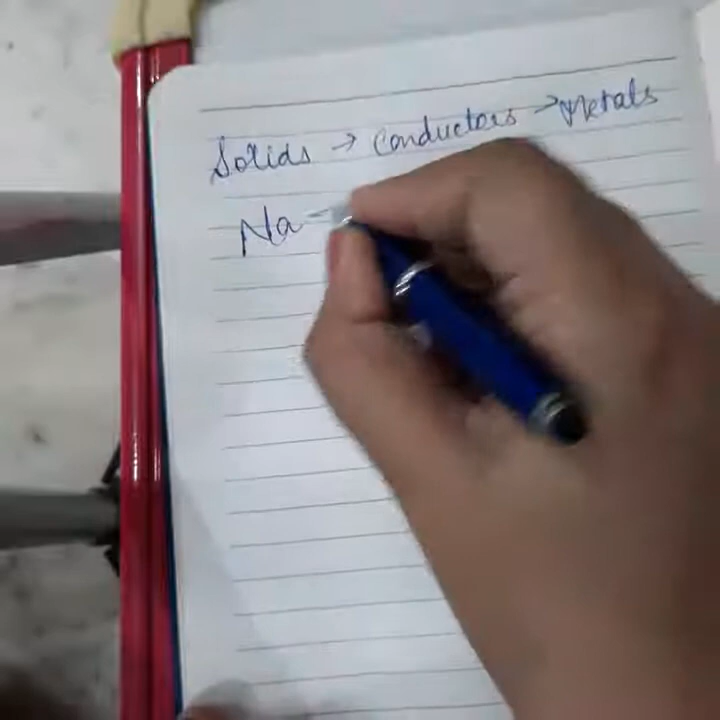 Solids → Conductors → Metals
Na